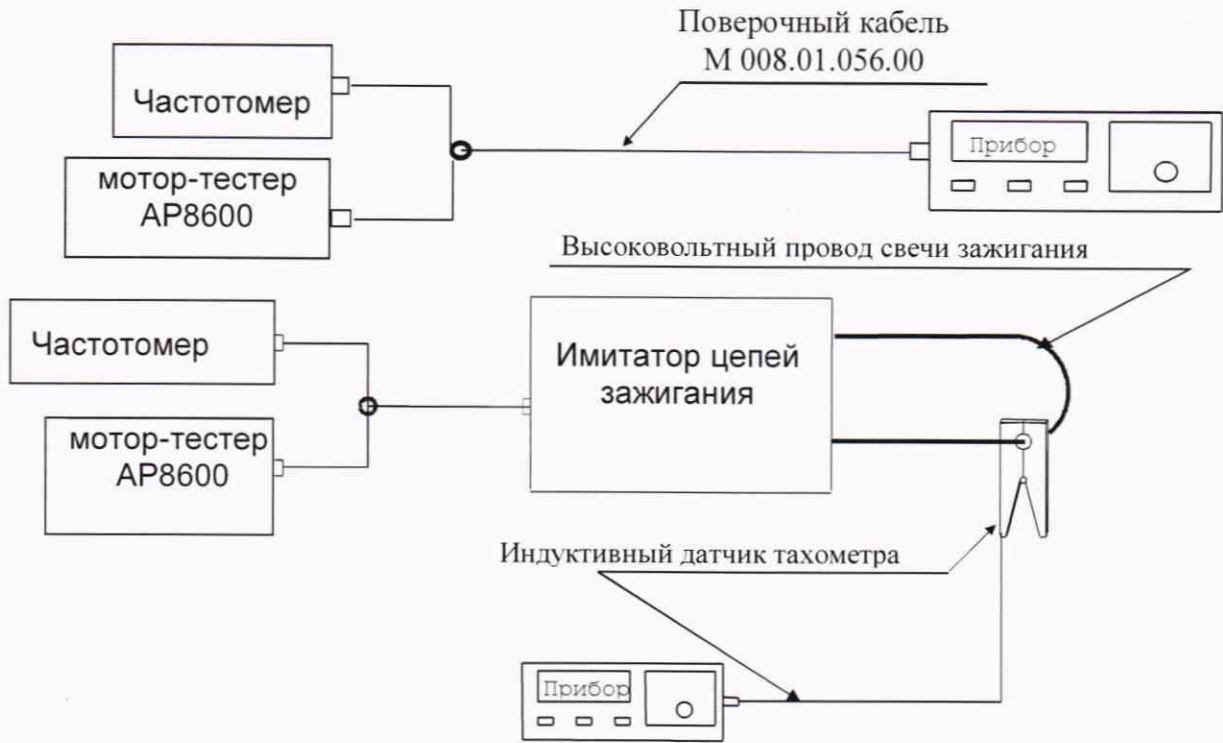 Поверочный кабель
М 008.01.056.00
Частотомер
Прибор
мотор-тестер
АР8600
Высоковольтный провод свечи зажигания
Частотомер
Имитатор цепей
зажигания
мотор-тестер
АР8600
Индуктивный датчик тахометра
Прибор